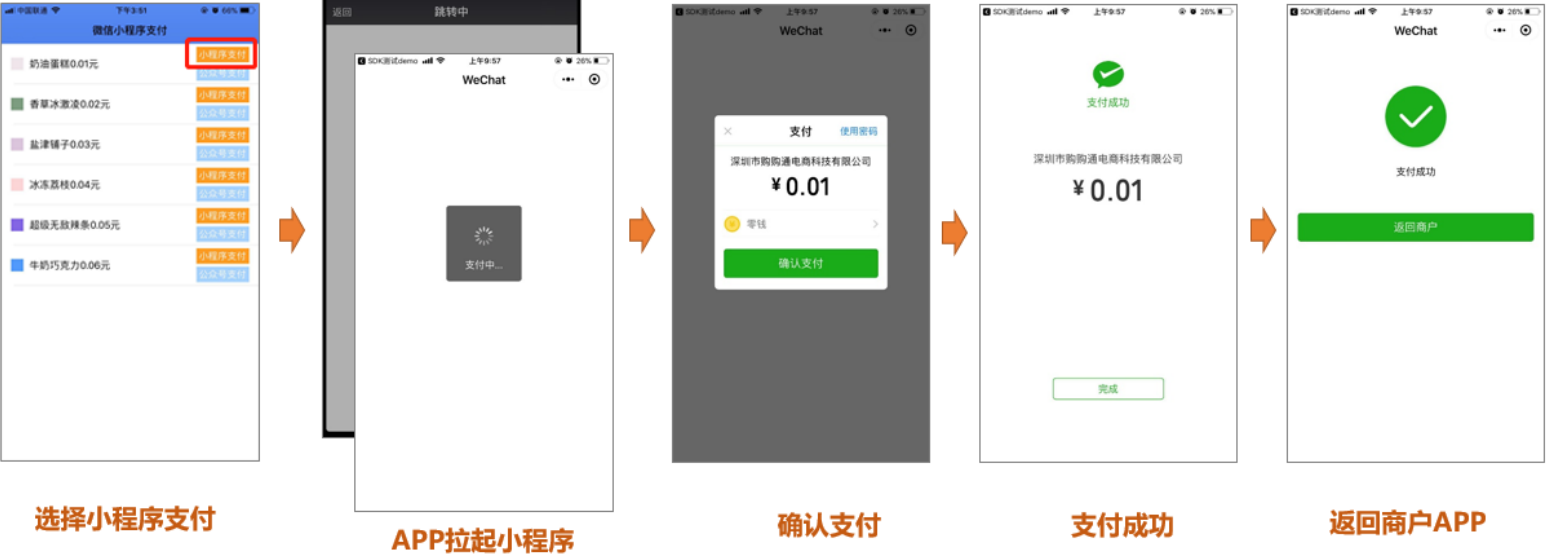 中国联通 下午3:51 66%
微信小程序支付
奶油蛋糕0.01元
小程序支付
公众号支付
香草冰激凌0.02元
小程序支付
公众号支付
盐津铺子0.03元
小程序支付
公众号支付
冰冻荔枝0.04元
小程序支付
公众号支付
超级无敌辣条0.05元
小程序支付
公众号支付
牛奶巧克力0.06元
小程序支付
公众号支付
选择小程序支付
返回 跳转中
SDK测试demo 上午9:57 26%
WeChat
支付中...
APP拉起小程序
SDK测试demo 上午9:57 26%
WeChat
支付 使用密码
深圳市购购通电商科技有限公司
¥0.01
零钱
确认支付
确认支付
SDK测试demo 上午9:57 26%
支付成功
深圳市购购通电商科技有限公司
¥0.01
完成
支付成功
SDK测试demo 上午9:57 26%
WeChat
支付成功
返回商户
返回商户APP